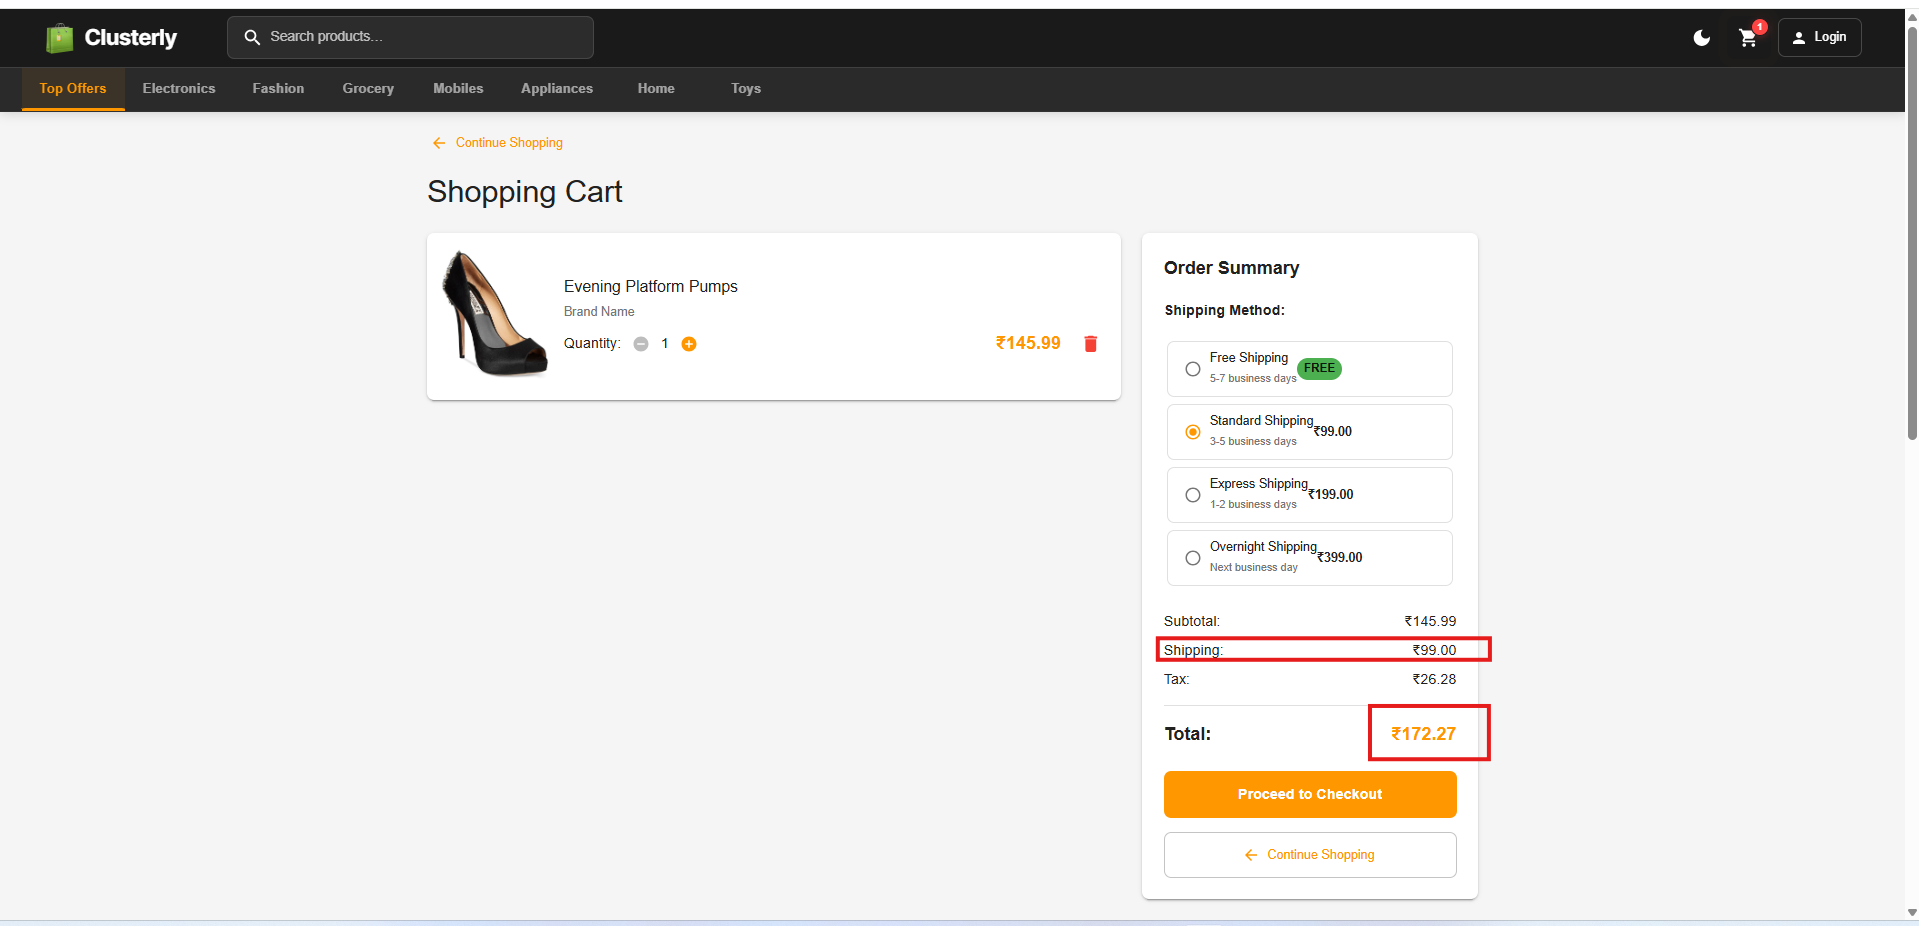 Clusterly
Search products...
1
Login
Top Offers
Electronics
Fashion
Grocery
Mobiles
Appliances
Home
Toys
Continue Shopping
Shopping Cart
Evening Platform Pumps
Brand Name
Quantity: 1
₹145.99
Order Summary
Shipping Method:
Free Shipping
5-7 business days
FREE
Standard Shipping
3-5 business days
₹99.00
Express Shipping
1-2 business days
₹199.00
Overnight Shipping
Next business day
₹399.00
Subtotal: ₹145.99
Shipping: ₹99.00
Tax: ₹26.28
Total: ₹172.27
Proceed to Checkout
Continue Shopping